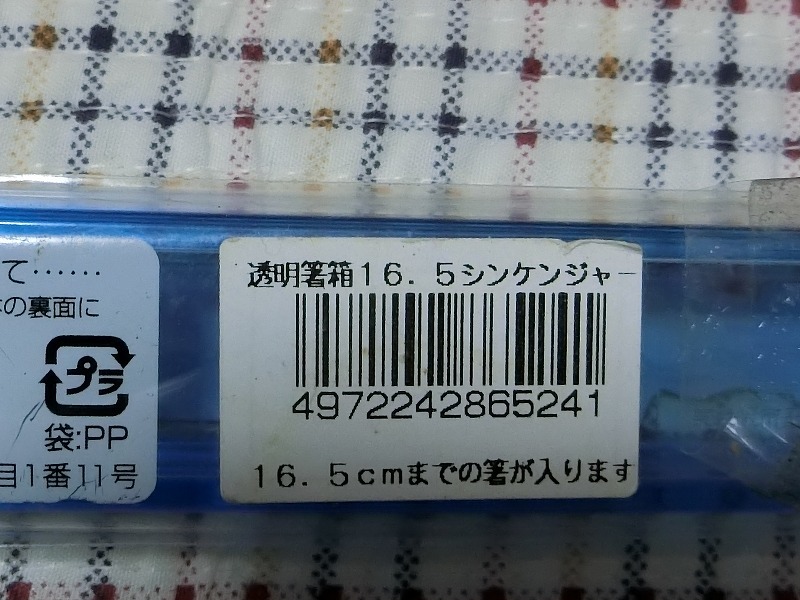 て……
の裏面に
プラ
袋:PP
目1番11号
透明箸箱16.5シンケンジャー
4972242865241
16.5cmまでの箸が入ります